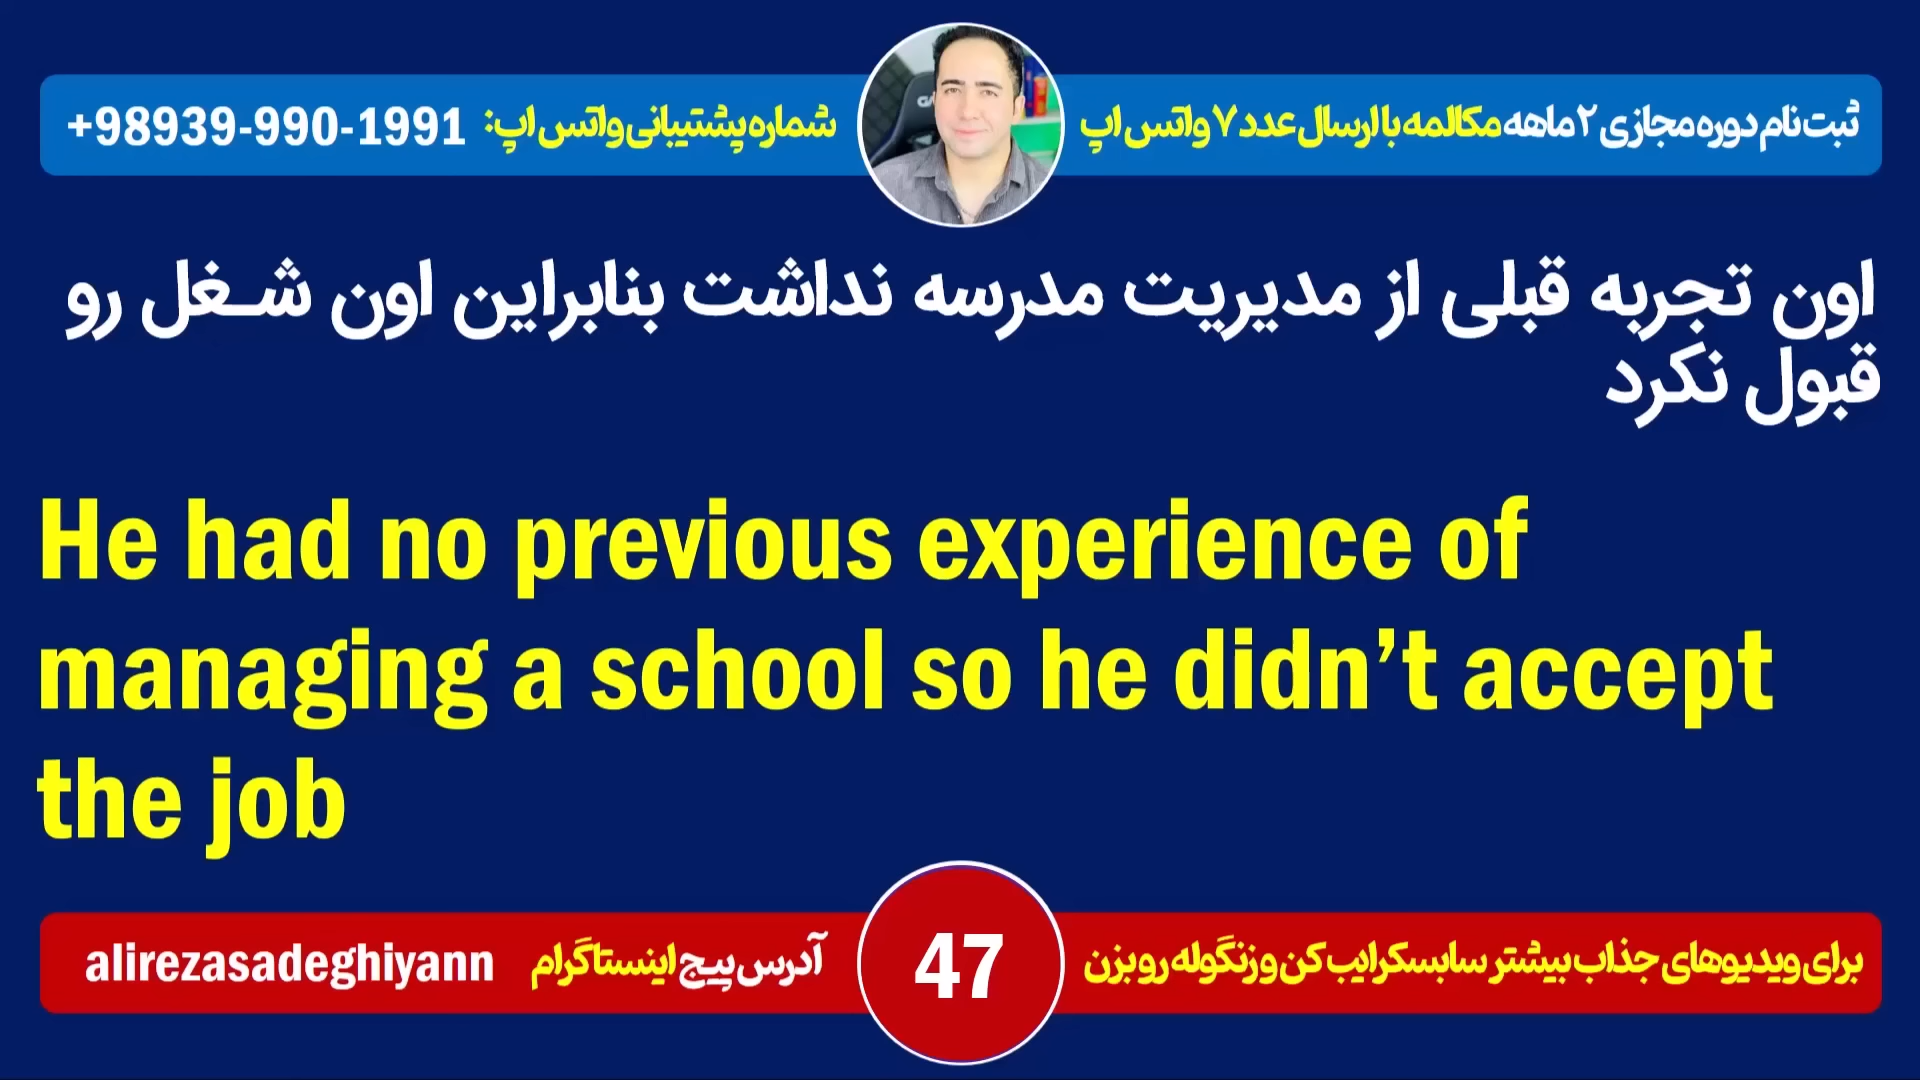 ثبت نام دوره مجازی ۲ ماهه مکالمه با ارسال عدد ۷ واتس اپ
شماره پشتیبانی واتس اپ: +98939-990-1991
اون تجربه قبلی از مدیریت مدرسه نداشت بنابراین اون شغل رو
قبول نکرد
He had no previous experience of
managing a school so he didn’t accept
the job
برای ویدیوهای جذاب بیشتر سابسکرایب کن و زنگوله رو بزن
47
آدرس پیج اینستاگرام alirezasadeghiyann